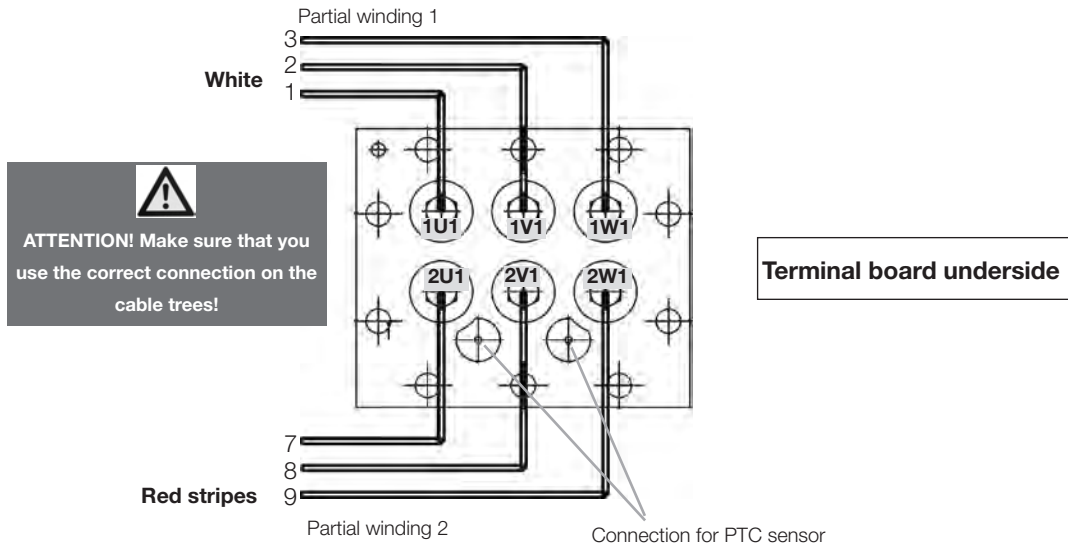 Partial winding 1
3
2
White
1
ATTENTION! Make sure that you
use the correct connection on the
cable trees!
1U1 1V1 1W1
2U1 2V1 2W1
Terminal board underside
7
8
Red stripes 9
Partial winding 2
Connection for PTC sensor